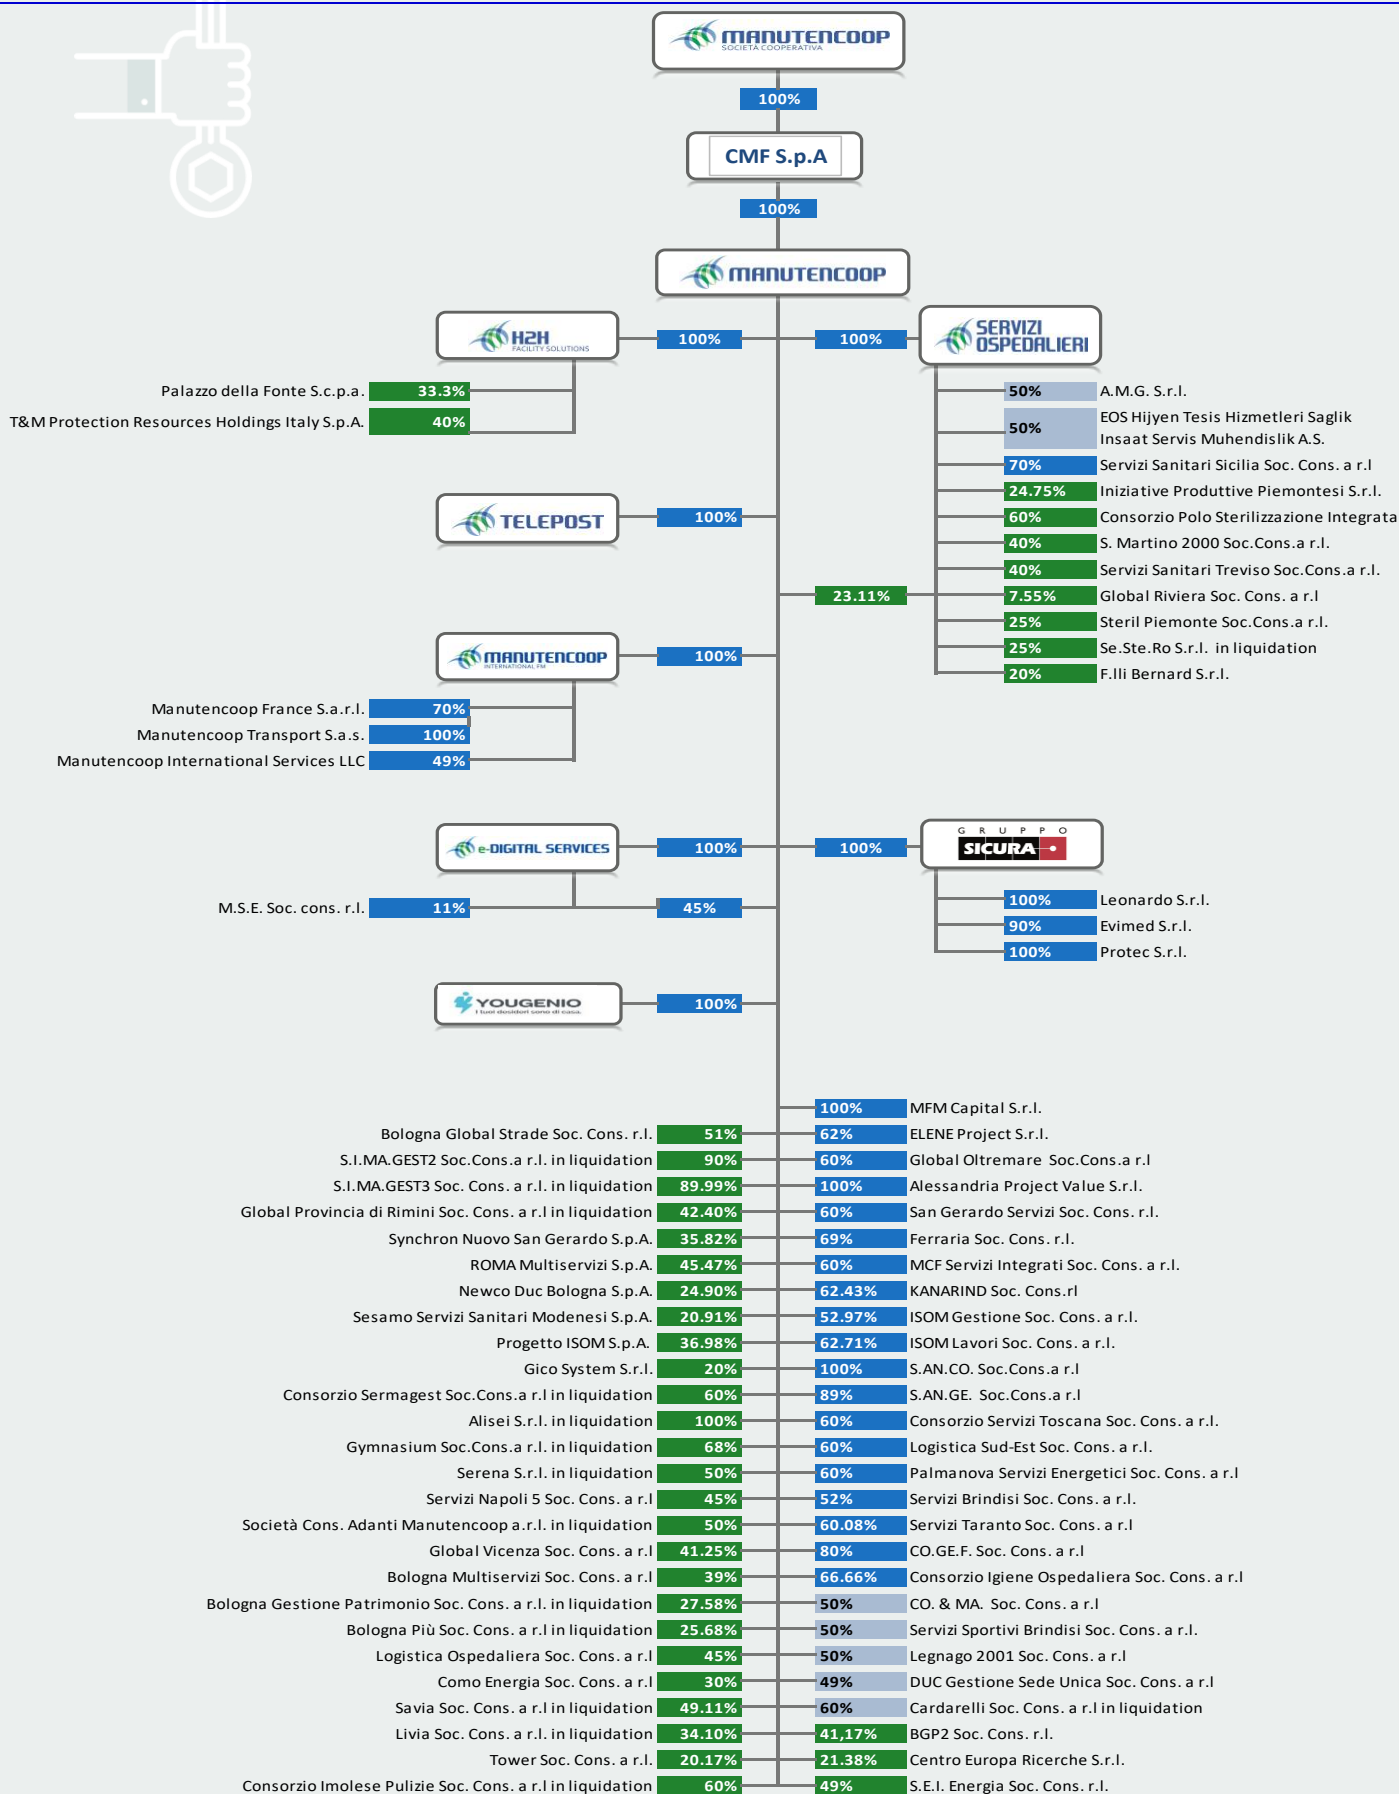 MANUTENCOOP
SOCIETÀ COOPERATIVA
100%
CMF S.p.A
100%
MANUTENCOOP
H2H
FACILITY SOLUTIONS
100%
100%
SERVIZI
OSPEDALIERI
Palazzo della Fonte S.c.p.a. 33.3%
T&M Protection Resources Holdings Italy S.p.A. 40%
50% A.M.G. S.r.l.
50% EOS Hijyen Tesis Hizmetleri Saglik
Insaat Servis Muhendislik A.S.
70% Servizi Sanitari Sicilia Soc. Cons. a r.l
24.75% Iniziative Produttive Piemontesi S.r.l.
60% Consorzio Polo Sterilizzazione Integrata
40% S. Martino 2000 Soc.Cons.a r.l.
40% Servizi Sanitari Treviso Soc.Cons.a r.l.
23.11%
7.55% Global Riviera Soc. Cons. a r.l
25% Steril Piemonte Soc.Cons.a r.l.
25% Se.Ste.Ro S.r.l. in liquidation
20% F.lli Bernard S.r.l.
TELEPOST
100%
MANUTENCOOP
INTERNATIONAL FM
100%
Manutencoop France S.a.r.l. 70%
Manutencoop Transport S.a.s. 100%
Manutencoop International Services LLC 49%
e-DIGITAL SERVICES
100%
100%
GRUPPO
SICURA
M.S.E. Soc. cons. r.l. 11%
45%
100% Leonardo S.r.l.
90% Evimed S.r.l.
100% Protec S.r.l.
YOUGENIO
I tuoi desideri sono di casa.
100%
100% MFM Capital S.r.l.
Bologna Global Strade Soc. Cons. r.l. 51% 62% ELENE Project S.r.l.
S.I.MA.GEST2 Soc.Cons.a r.l. in liquidation 90% 60% Global Oltremare Soc.Cons.a r.l
S.I.MA.GEST3 Soc. Cons. a r.l. in liquidation 89.99% 100% Alessandria Project Value S.r.l.
Global Provincia di Rimini Soc. Cons. a r.l in liquidation 42.40% 60% San Gerardo Servizi Soc. Cons. r.l.
Synchron Nuovo San Gerardo S.p.A. 35.82% 69% Ferraria Soc. Cons. r.l.
ROMA Multiservizi S.p.A. 45.47% 60% MCF Servizi Integrati Soc. Cons. a r.l.
Newco Duc Bologna S.p.A. 24.90% 62.43% KANARIND Soc. Cons.rl
Sesamo Servizi Sanitari Modenesi S.p.A. 20.91% 52.97% ISOM Gestione Soc. Cons. a r.l.
Progetto ISOM S.p.A. 36.98% 62.71% ISOM Lavori Soc. Cons. a r.l.
Gico System S.r.l. 20% 100% S.AN.CO. Soc.Cons.a r.l
Consorzio Sermagest Soc.Cons.a r.l in liquidation 60% 89% S.AN.GE. Soc.Cons.a r.l
Alisei S.r.l. in liquidation 100% 60% Consorzio Servizi Toscana Soc. Cons. a r.l.
Gymnasium Soc.Cons.a r.l. in liquidation 68% 60% Logistica Sud-Est Soc. Cons. a r.l.
Serena S.r.l. in liquidation 50% 60% Palmanova Servizi Energetici Soc. Cons. a r.l
Servizi Napoli 5 Soc. Cons. a r.l 45% 52% Servizi Brindisi Soc. Cons. a r.l.
Società Cons. Adanti Manutencoop a.r.l. in liquidation 50% 60.08% Servizi Taranto Soc. Cons. a r.l
Global Vicenza Soc. Cons. a r.l 41.25% 80% CO.GE.F. Soc. Cons. a r.l
Bologna Multiservizi Soc. Cons. a r.l 39% 66.66% Consorzio Igiene Ospedaliera Soc. Cons. a r.l
Bologna Gestione Patrimonio Soc. Cons. a r.l. in liquidation 27.58% 50% CO. & MA. Soc. Cons. a r.l
Bologna Più Soc. Cons. a r.l in liquidation 25.68% 50% Servizi Sportivi Brindisi Soc. Cons. a r.l.
Logistica Ospedaliera Soc. Cons. a r.l 45% 50% Legnago 2001 Soc. Cons. a r.l
Como Energia Soc. Cons. a r.l 30% 49% DUC Gestione Sede Unica Soc. Cons. a r.l
Savia Soc. Cons. a r.l in liquidation 49.11% 60% Cardarelli Soc. Cons. a r.l in liquidation
Livia Soc. Cons. a r.l. in liquidation 34.10% 41,17% BGP2 Soc. Cons. r.l.
Tower Soc. Cons. a r.l. 20.17% 21.38% Centro Europa Ricerche S.r.l.
Consorzio Imolese Pulizie Soc. Cons. a r.l in liquidation 60% 49% S.E.I. Energia Soc. Cons. r.l.